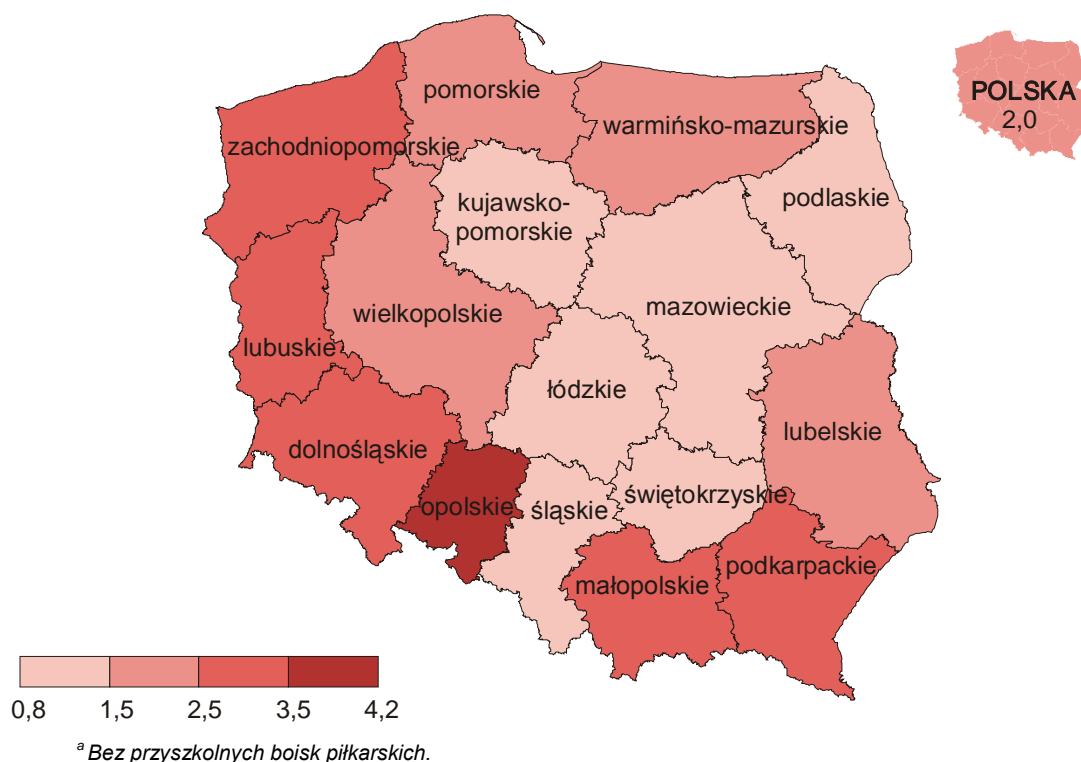 pomorskie
warmińsko-mazurskie
zachodniopomorskie
podlaskie
kujawsko-
pomorskie
mazowieckie
wielkopolskie
lubuskie
łódzkie
lubelskie
dolnośląskie
opolskie
śląskie
świętokrzyskie
małopolskie
podkarpackie
POLSKA
2,0
0,8 1,5 2,5 3,5 4,2
a Bez przyszkolnych boisk piłkarskich.